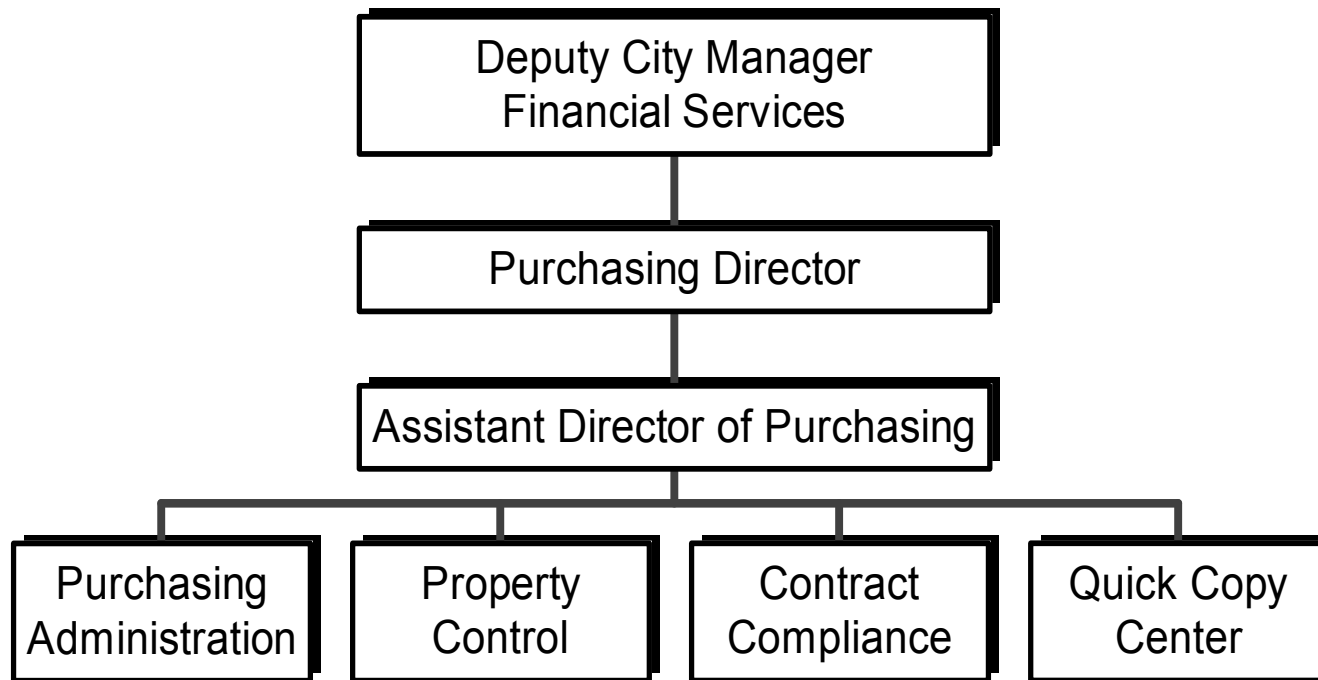 Deputy City Manager
Financial Services
Purchasing Director
Assistant Director of Purchasing
Purchasing
Administration
Property
Control
Contract
Compliance
Quick Copy
Center